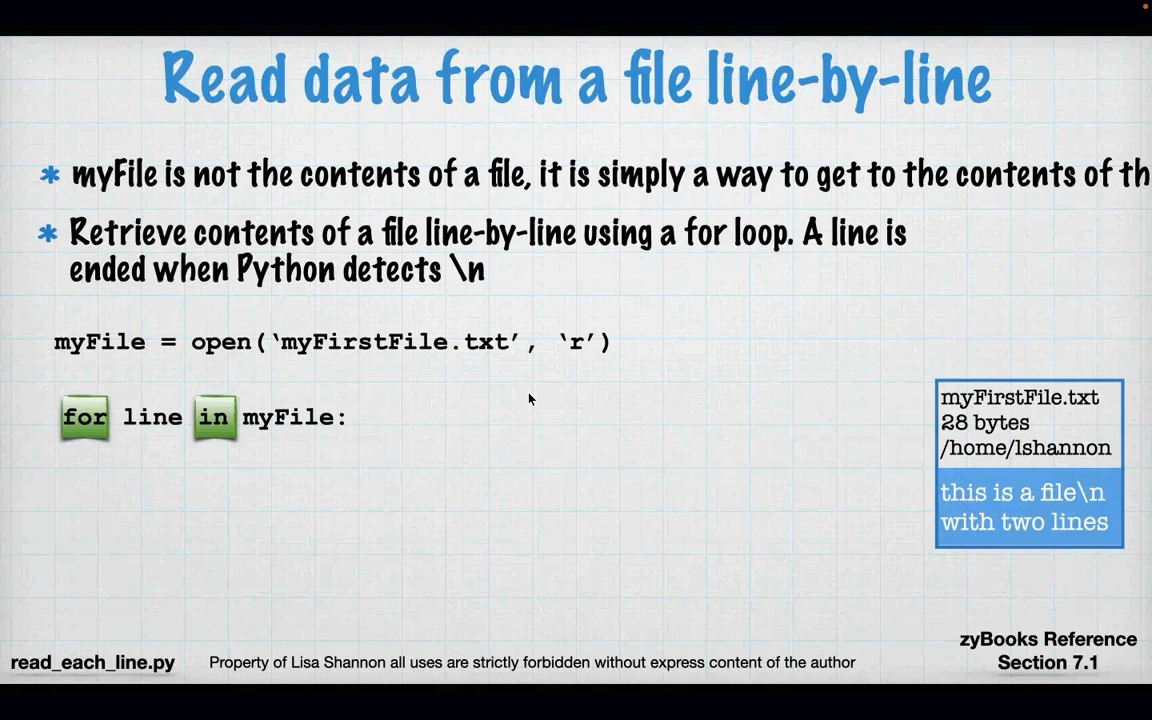 Read data from a file line-by-line
* myFile is not the contents of a file, it is simply a way to get to the contents of th
* Retrieve contents of a file line-by-line using a for loop. A line is
ended when Python detects \n
myFile = open(‘myFirstFile.txt’, ‘r’)
for line in myFile:
myFirstFile.txt
28 bytes
/home/lshannon
this is a file\n
with two lines
zyBooks Reference
Section 7.1
read_each_line.py
Property of Lisa Shannon all uses are strictly forbidden without express content of the author